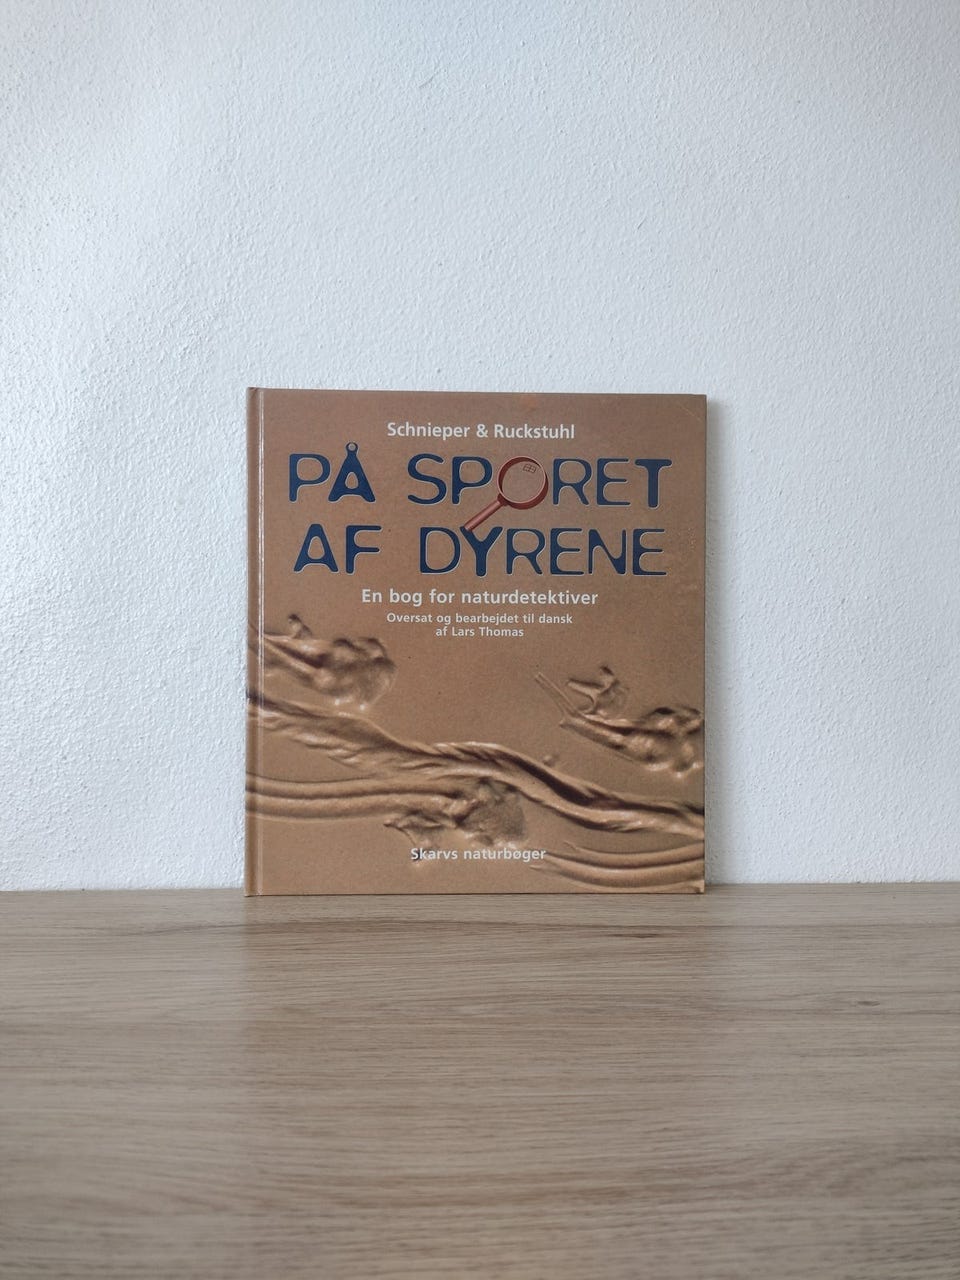 Schnieper & Ruckstuhl
PÅ SPORET
AF DYRENE
En bog for naturdetektiver
Oversat og bearbejdet til dansk
af Lars Thomas
Skarvs naturbøger